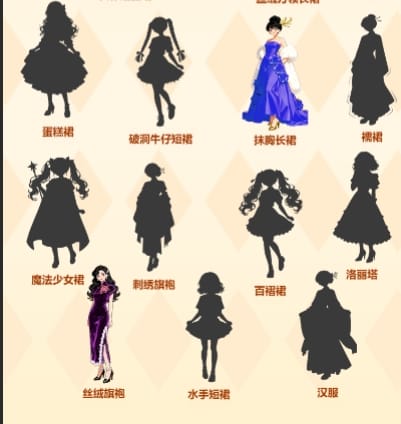 蛋糕裙
破洞牛仔短裙
抹胸长裙
襦裙
魔法少女裙
刺绣旗袍
百褶裙
洛丽塔
丝绒旗袍
水手短裙
汉服